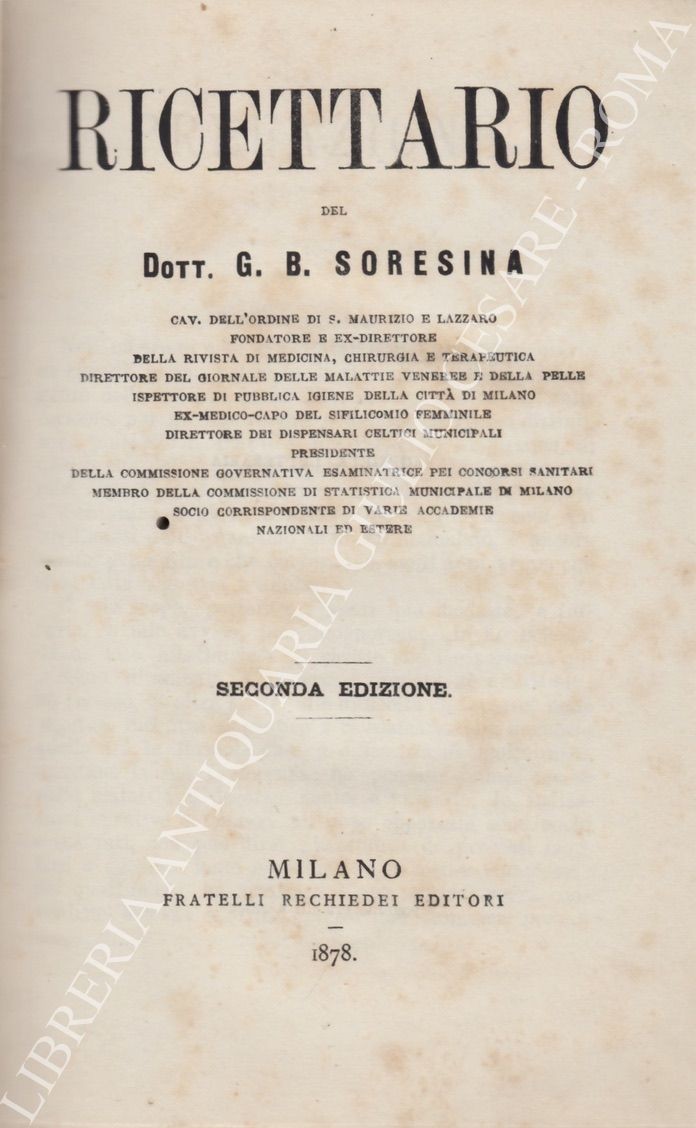 RICETTARIO
DEL
DOTT. G. B. SORESINA
CAV. DELL'ORDINE DI S. MAURIZIO E LAZZARO
FONDATORE E EX-DIRETTORE
DELLA RIVISTA DI MEDICINA, CHIRURGIA E TERAPEUTICA
DIRETTORE DEL GIORNALE DELLE MALATTIE VENEREE E DELLA PELLE
ISPETTORE DI PUBBLICA IGIENE DELLA CITTÀ DI MILANO
EX-MEDICO-CAPO DEL SIFILICOMIO FEMMINILE
DIRETTORE DEI DISPENSARI CELTICI MUNICIPALI
PRESIDENTE
DELLA COMMISSIONE GOVERNATIVA ESAMINATRICE PEI CONCORSI SANITARI
MEMBRO DELLA COMMISSIONE DI STATISTICA MUNICIPALE DI MILANO
SOCIO CORRISPONDENTE DI VARIE ACCADEMIE
NAZIONALI ED ESTERE
SECONDA EDIZIONE.
MILANO
FRATELLI RECHIEDEI EDITORI
1878.
LIBRERIA ANTIQUARIA GIULIO CESARE - ROMA